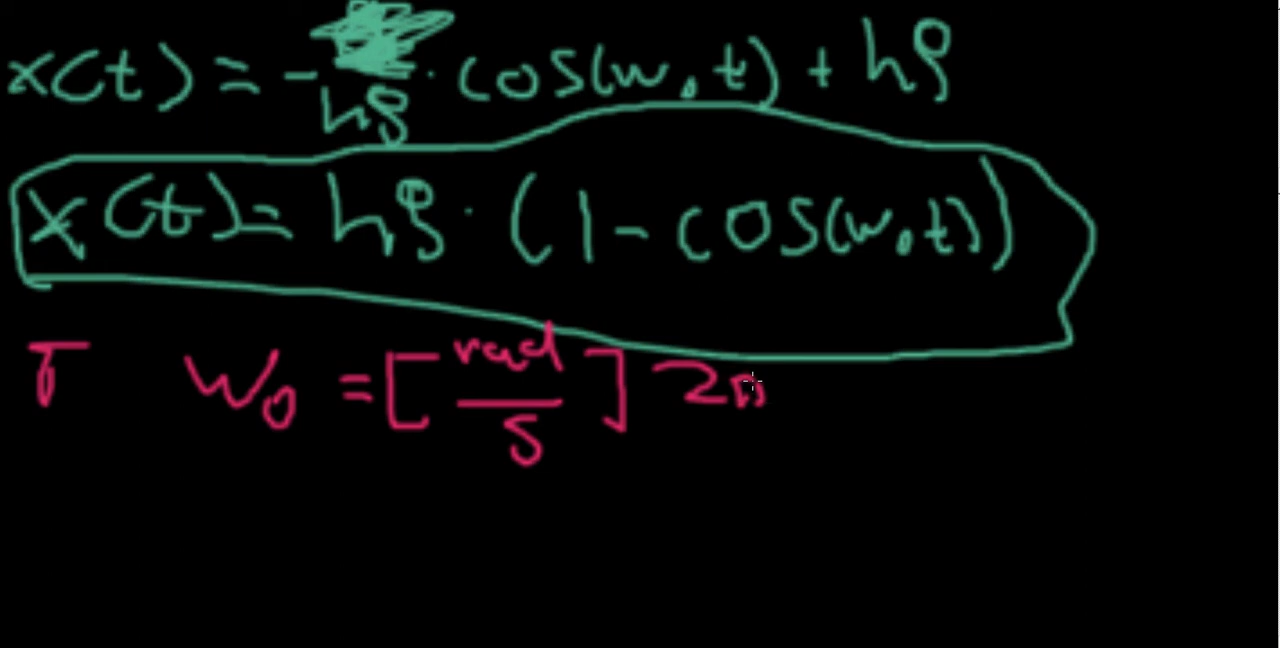 x(t) = - hg · cos(w₀t) + hg
x(t) = hg · (1 - cos(w₀t))
T w₀ = [rad/s] 2π